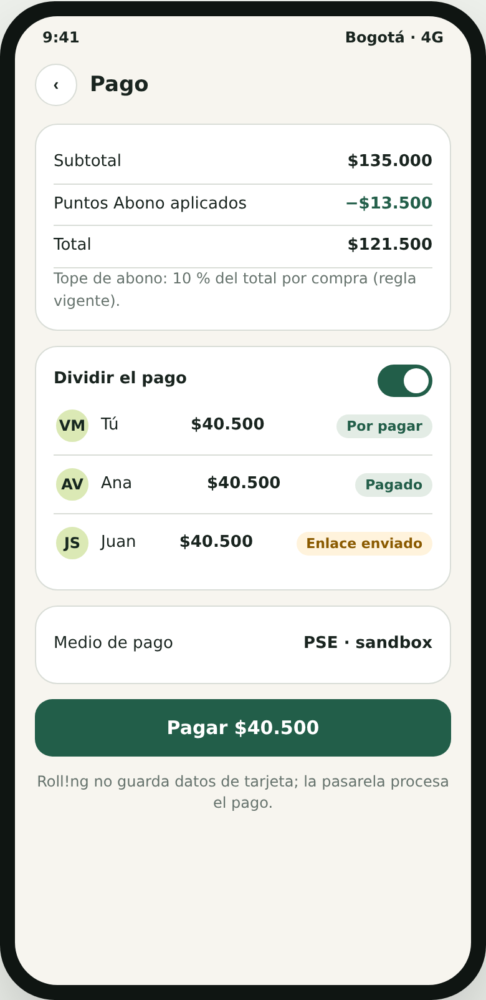 9:41 Bogotá · 4G
‹ Pago
Subtotal $135.000
Puntos Abono aplicados −$13.500
Total $121.500
Tope de abono: 10 % del total por compra (regla
vigente).
Dividir el pago
VM Tú $40.500 Por pagar
AV Ana $40.500 Pagado
JS Juan $40.500 Enlace enviado
Medio de pago PSE · sandbox
Pagar $40.500
Roll!ng no guarda datos de tarjeta; la pasarela procesa
el pago.